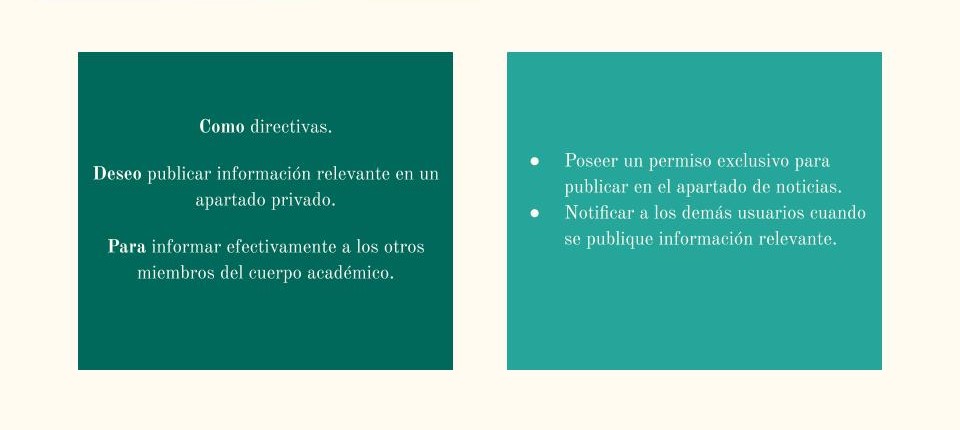 Como directivas.
Deseo publicar información relevante en un
apartado privado.
Para informar efectivamente a los otros
miembros del cuerpo académico.
● Poseer un permiso exclusivo para
publicar en el apartado de noticias.
● Notificar a los demás usuarios cuando
se publique información relevante.